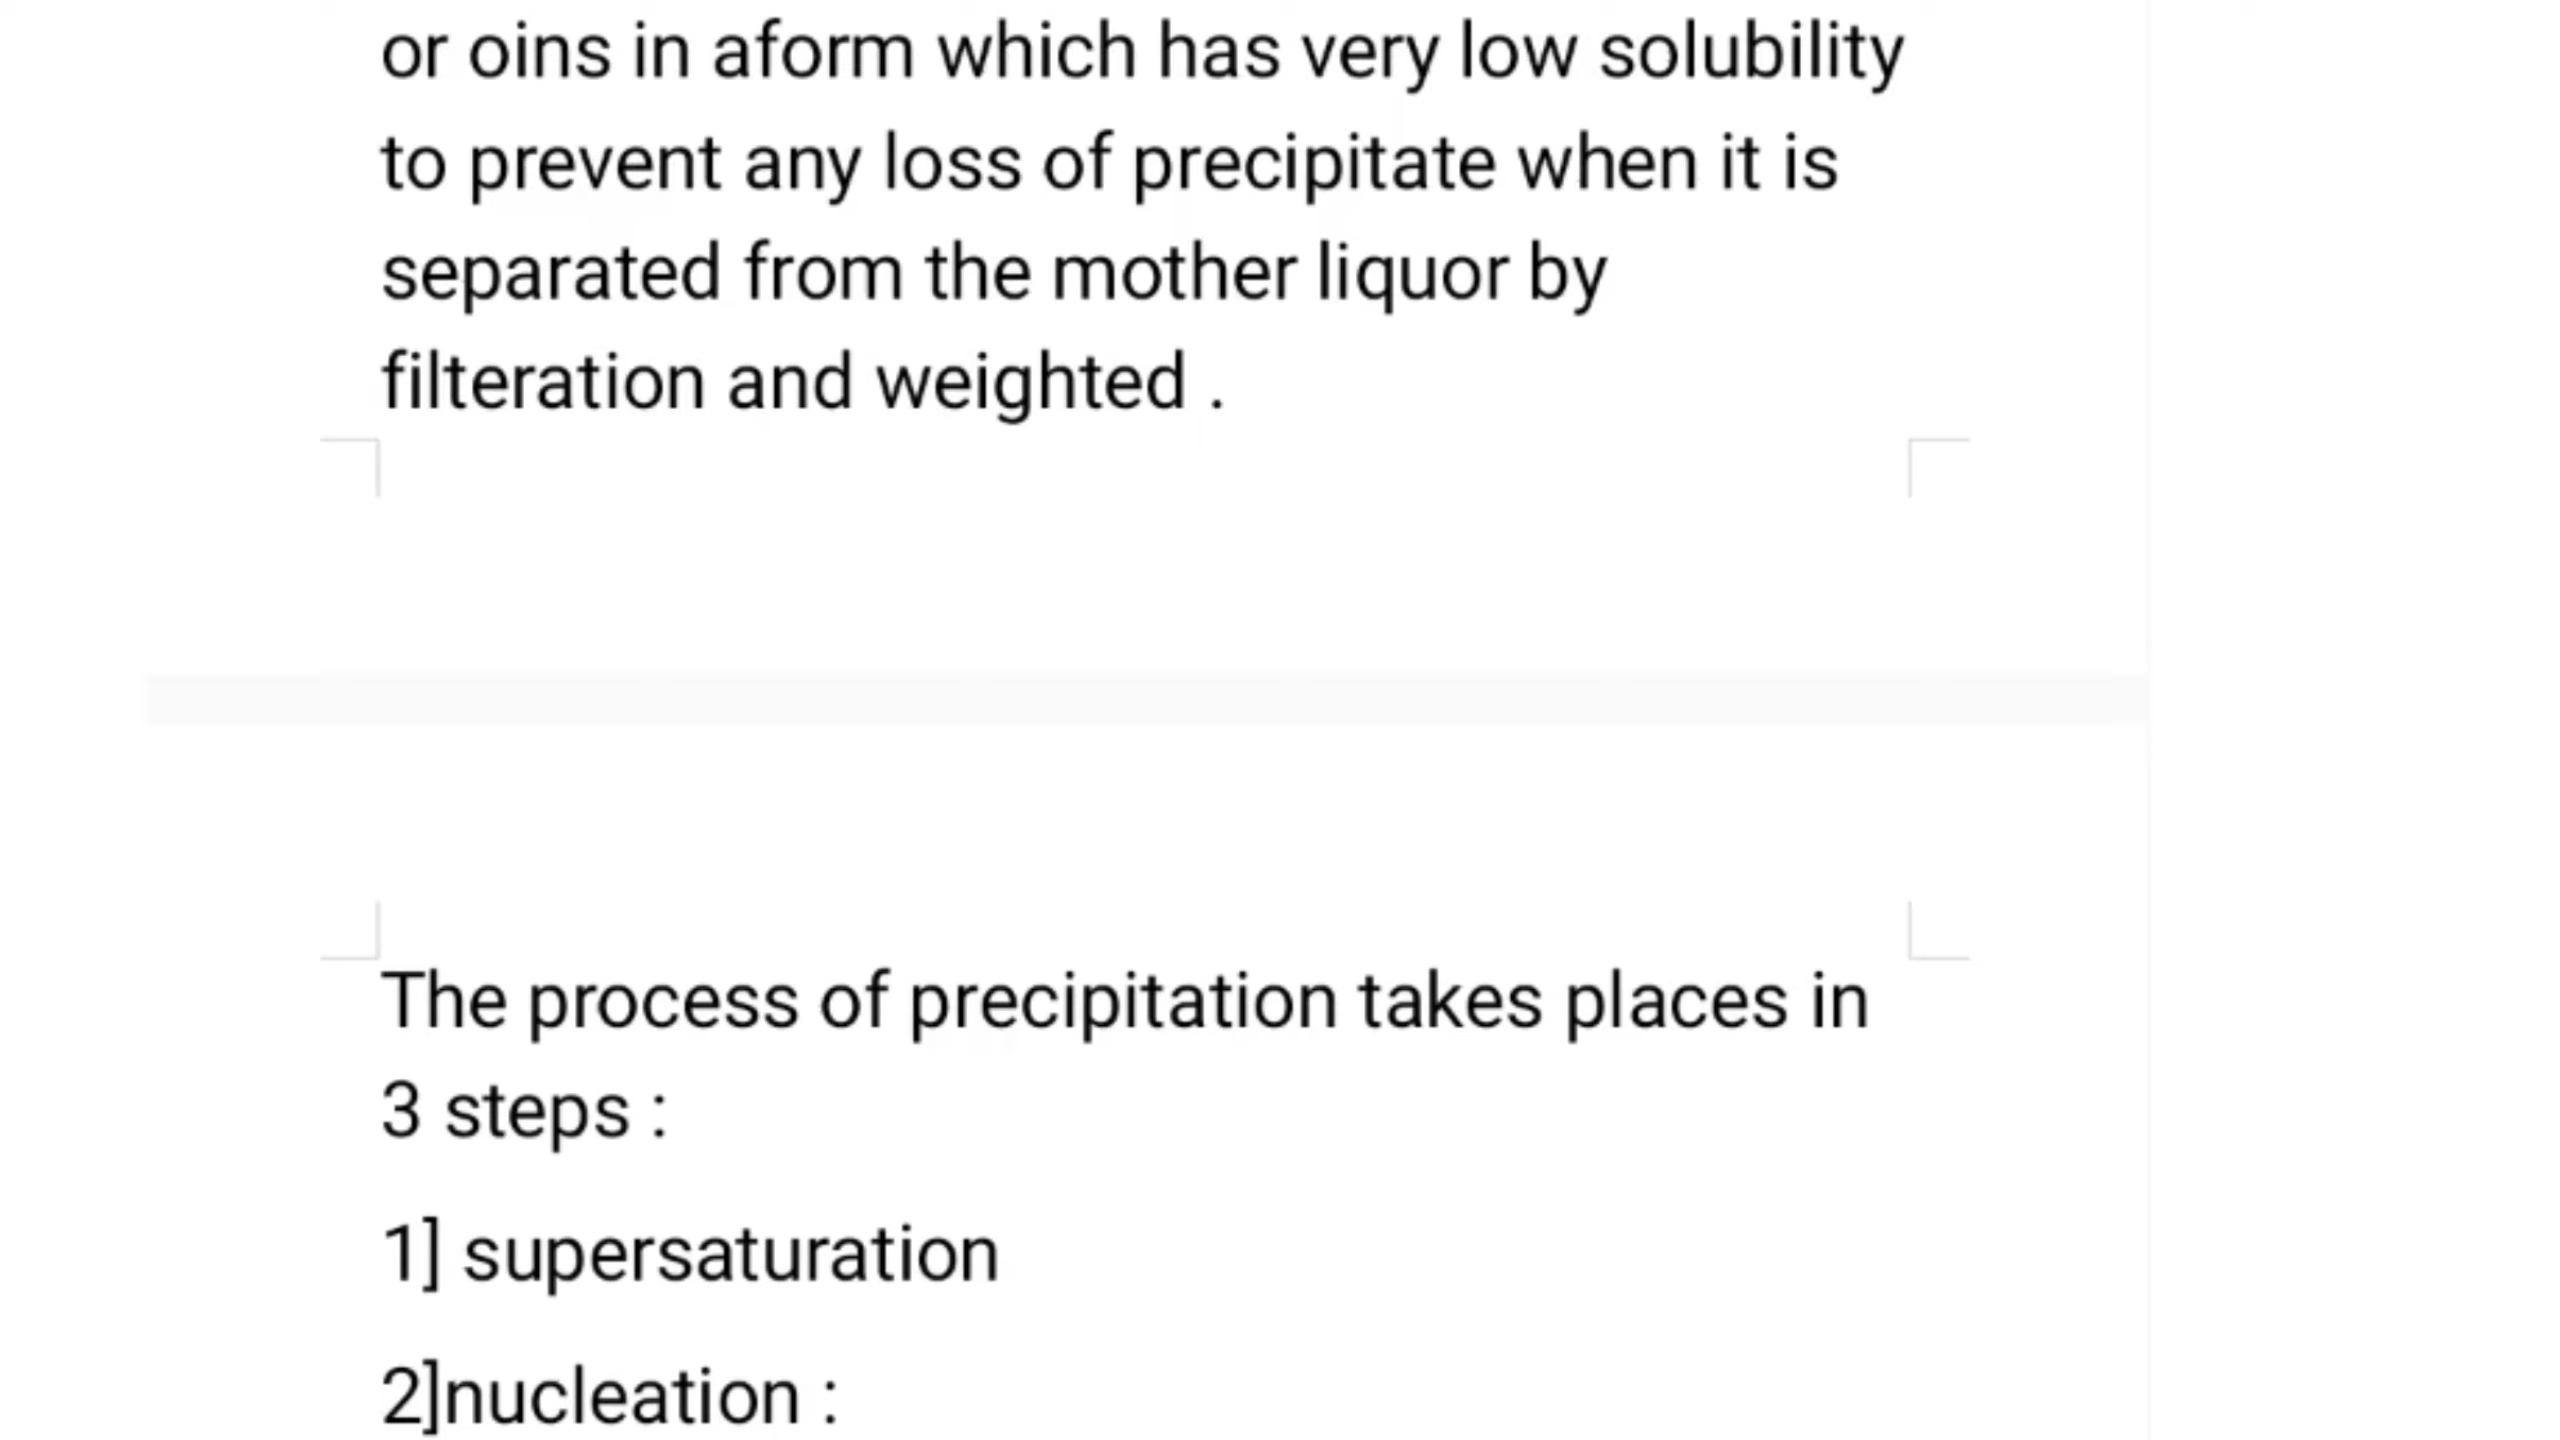 or oins in aform which has very low solubility
to prevent any loss of precipitate when it is
separated from the mother liquor by
filteration and weighted .
The process of precipitation takes places in
3 steps :
1] supersaturation
2]nucleation :